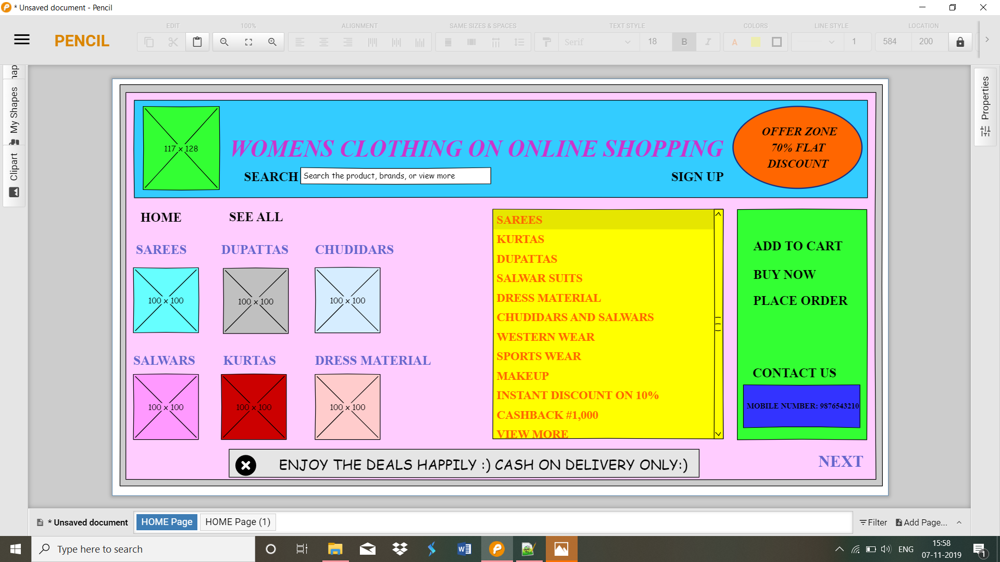 * Unsaved document - Pencil
EDIT
100%
ALIGNMENT
SAME SIZES & SPACES
TEXT STYLE
COLORS
LINE STYLE
LOCATION
PENCIL
Serif
18
B
I
A
1
584
200
My Shapes
Clipart
Properties
117 x 128
WOMENS CLOTHING ON ONLINE SHOPPING
OFFER ZONE
70% FLAT
DISCOUNT
SEARCH
Search the product, brands, or view more
SIGN UP
HOME
SEE ALL
SAREES
DUPATTAS
CHUDIDARS
100 x 100
100 x 100
100 x 100
SALWARS
KURTAS
DRESS MATERIAL
100 x 100
100 x 100
100 x 100
SAREES
KURTAS
DUPATTAS
SALWAR SUITS
DRESS MATERIAL
CHUDIDARS AND SALWARS
WESTERN WEAR
SPORTS WEAR
MAKEUP
INSTANT DISCOUNT ON 10%
CASHBACK #1,000
VIEW MORE
ADD TO CART
BUY NOW
PLACE ORDER
CONTACT US
MOBILE NUMBER: 9876543210
ENJOY THE DEALS HAPPILY :) CASH ON DELIVERY ONLY:)
NEXT
* Unsaved document
HOME Page
HOME Page (1)
Filter
Add Page...
Type here to search
ENG
15:58
07-11-2019
1